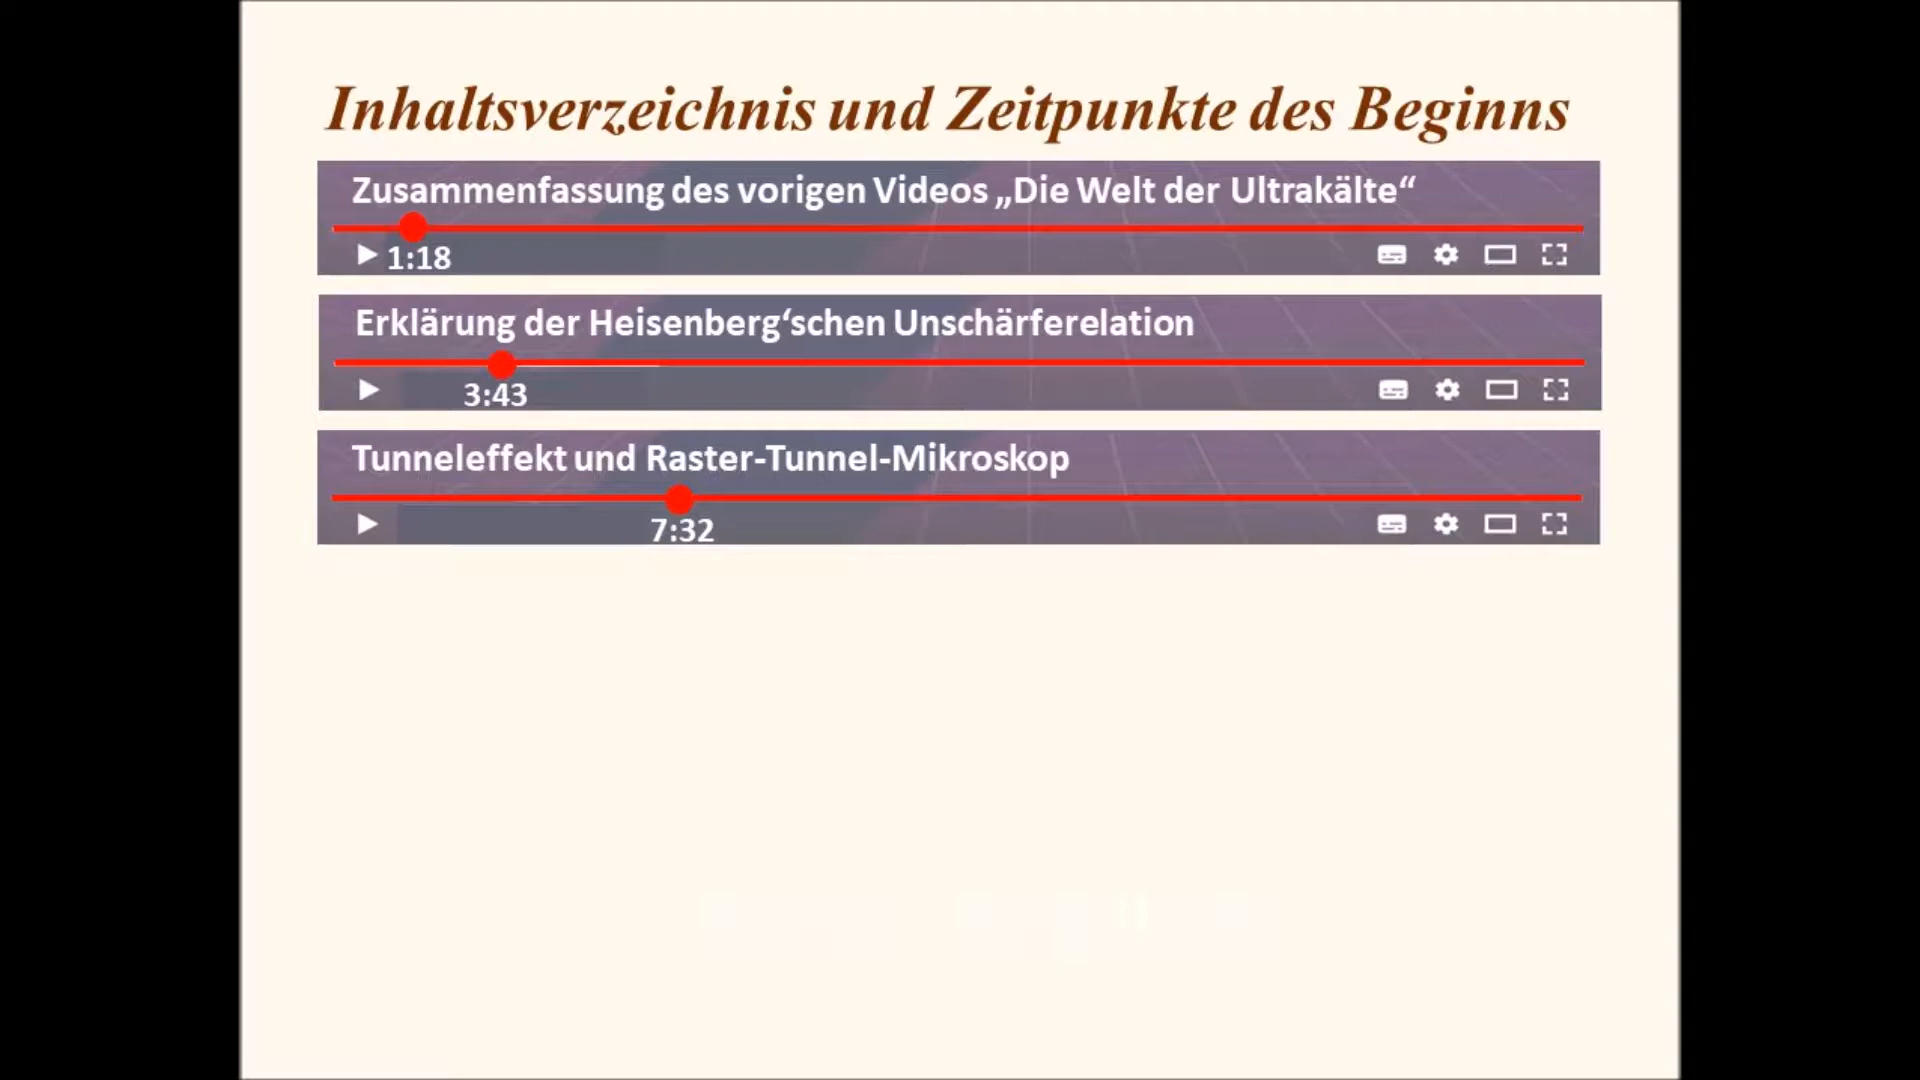 Inhaltsverzeichnis und Zeitpunkte des Beginns
Zusammenfassung des vorigen Videos „Die Welt der Ultrakälte“
1:18
Erklärung der Heisenberg‘schen Unschärferelation
3:43
Tunneleffekt und Raster-Tunnel-Mikroskop
7:32